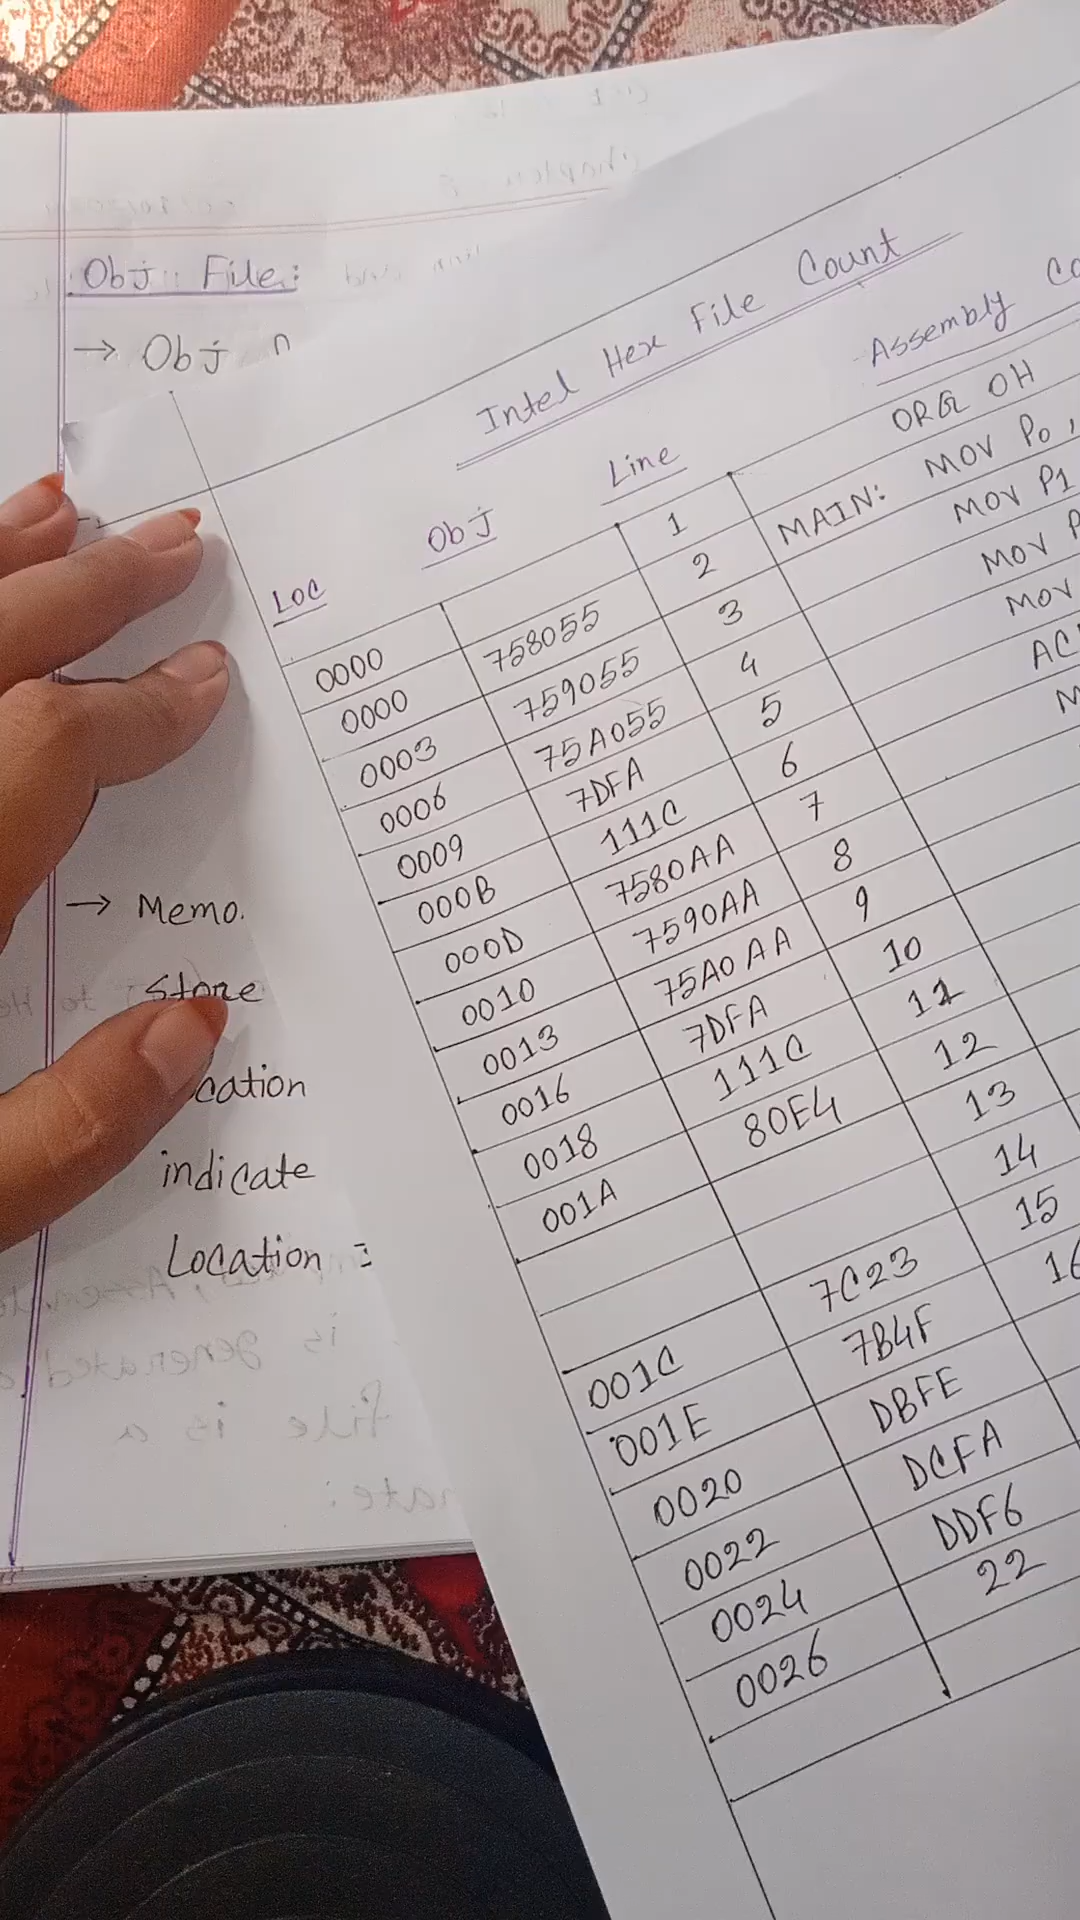 Obj File:
→ Obj
→ Memo.
Store
cation
indicate
Location =
Intel Hex File Count
Loc Obj Line Assembly Co
0000 1 ORG 0H
0000 758055 2 MAIN: MOV P0,
0003 759055 3 MOV P1
0006 75A055 4 MOV P
0009 7DFA 5 MOV
000B 111C 6 AC
000D 7580AA 7 M
0010 7590AA 8
0013 75A0AA 9
0016 7DFA 10
0018 111C 11
001A 80E4 12
13
14
001C 7C23 15
001E 7B4F 16
0020 DBFE
0022 DCFA
0024 DDF6
0026 22